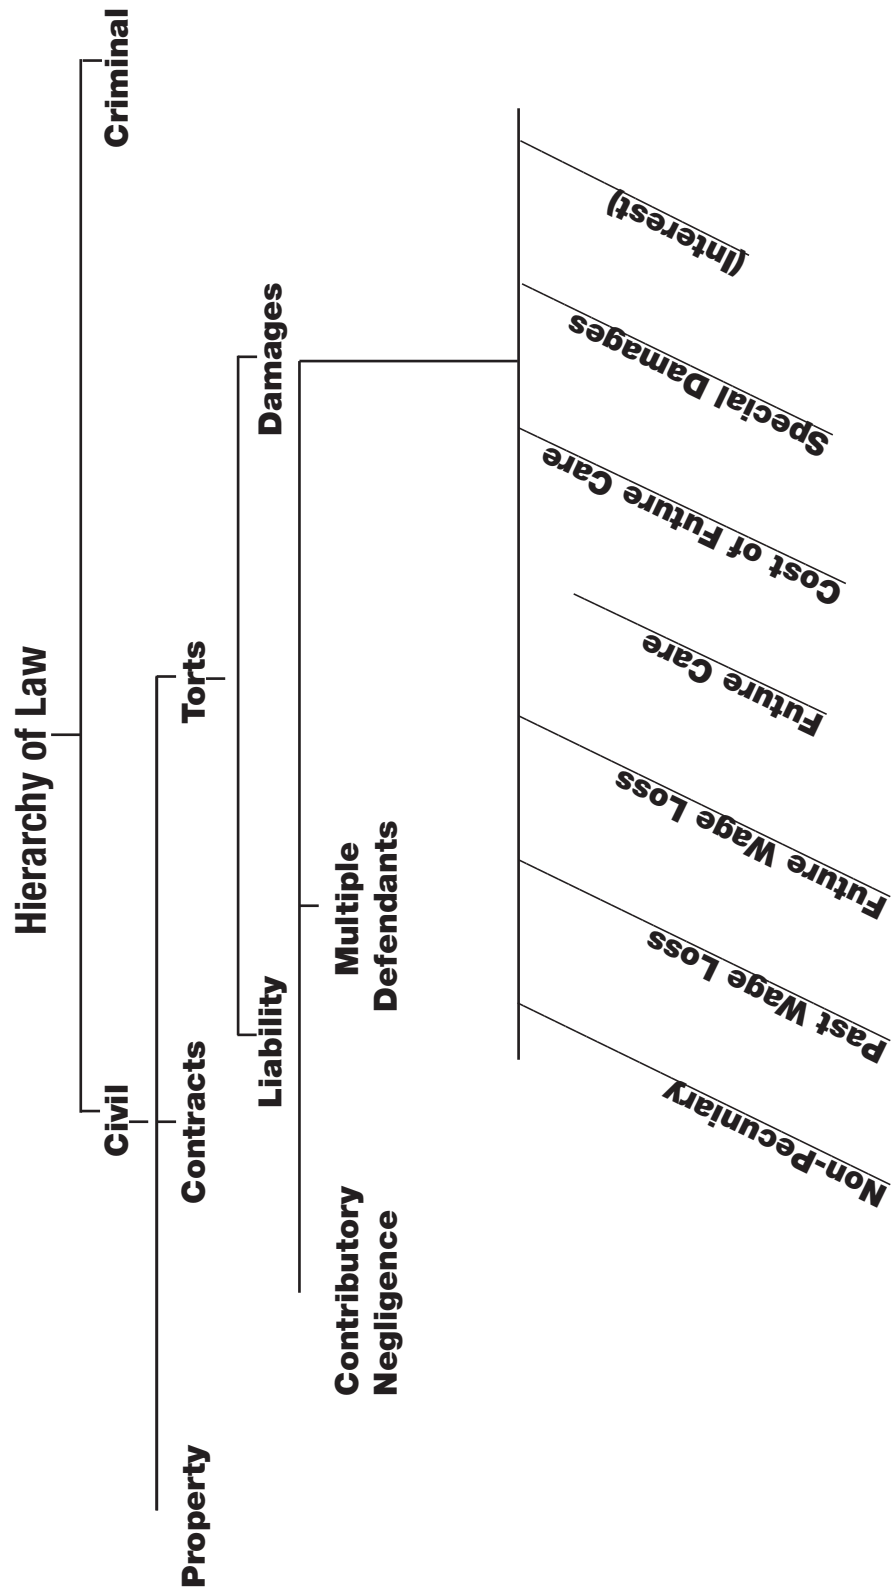 Hierarchy of Law
Civil
Criminal
Property
Contracts
Torts
Liability
Damages
Contributory
Negligence
Multiple
Defendants
Non-Pecuniary
Past Wage Loss
Future Wage Loss
Future Care
Cost of Future Care
Special Damages
(Interest)